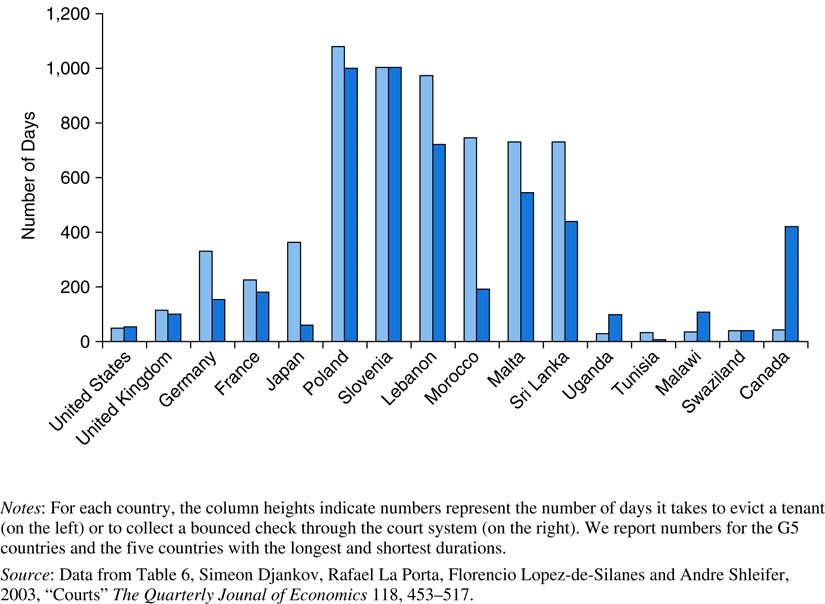 1,200
1,000
800
600
400
200
0
Number of Days
United States
United Kingdom
Germany
France
Japan
Poland
Slovenia
Lebanon
Morocco
Malta
Sri Lanka
Uganda
Tunisia
Malawi
Swaziland
Canada
Notes: For each country, the column heights indicate numbers represent the number of days it takes to evict a tenant
(on the left) or to collect a bounced check through the court system (on the right). We report numbers for the G5
countries and the five countries with the longest and shortest durations.
Source: Data from Table 6, Simeon Djankov, Rafael La Porta, Florencio Lopez-de-Silanes and Andre Shleifer,
2003, “Courts” The Quarterly Jounal of Economics 118, 453–517.